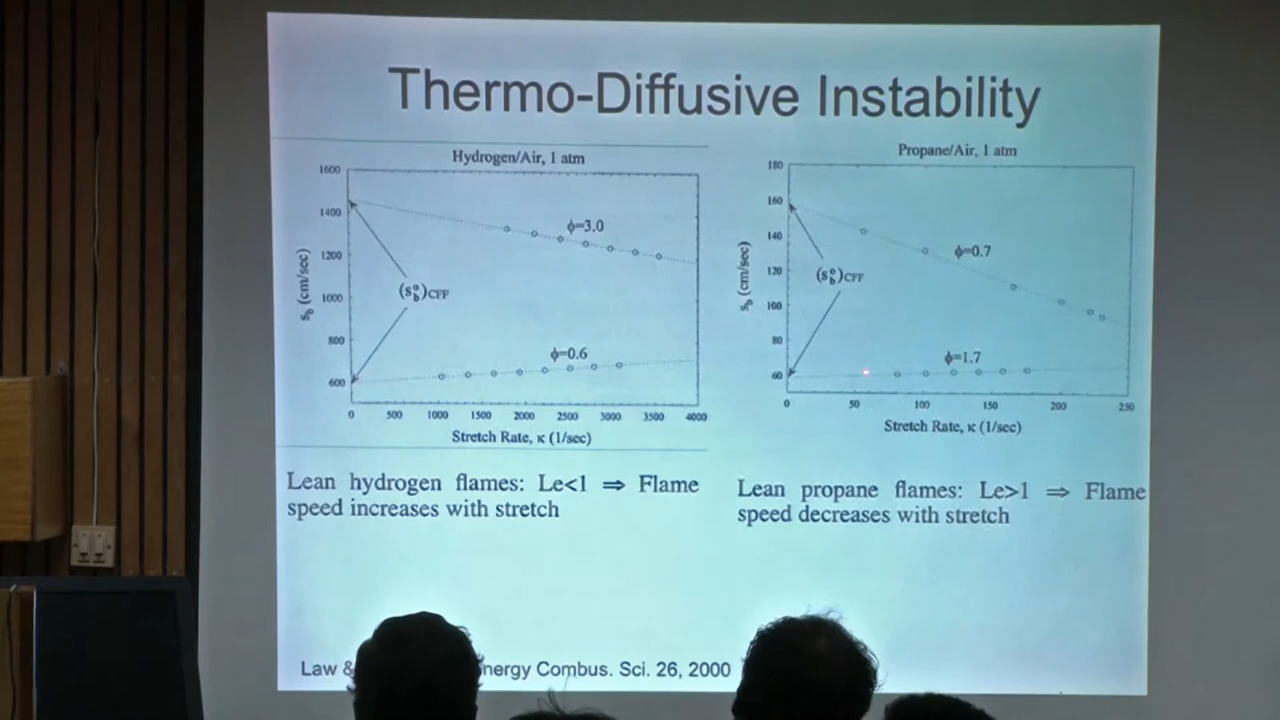 Thermo-Diffusive Instability
Hydrogen/Air, 1 atm
1600
1400
1200
1000
800
600
s_b (cm/sec)
ϕ=3.0
(s_b^o)_CFF
ϕ=0.6
0 500 1000 1500 2000 2500 3000 3500 4000
Stretch Rate, κ (1/sec)
Lean hydrogen flames: Le<1 ⇒ Flame
speed increases with stretch
Propane/Air, 1 atm
180
160
140
120
100
80
60
s_b (cm/sec)
ϕ=0.7
(s_b^o)_CFF
ϕ=1.7
0 50 100 150 200 250
Stretch Rate, κ (1/sec)
Lean propane flames: Le>1 ⇒ Flame
speed decreases with stretch
Law & nergy Combus. Sci. 26, 2000